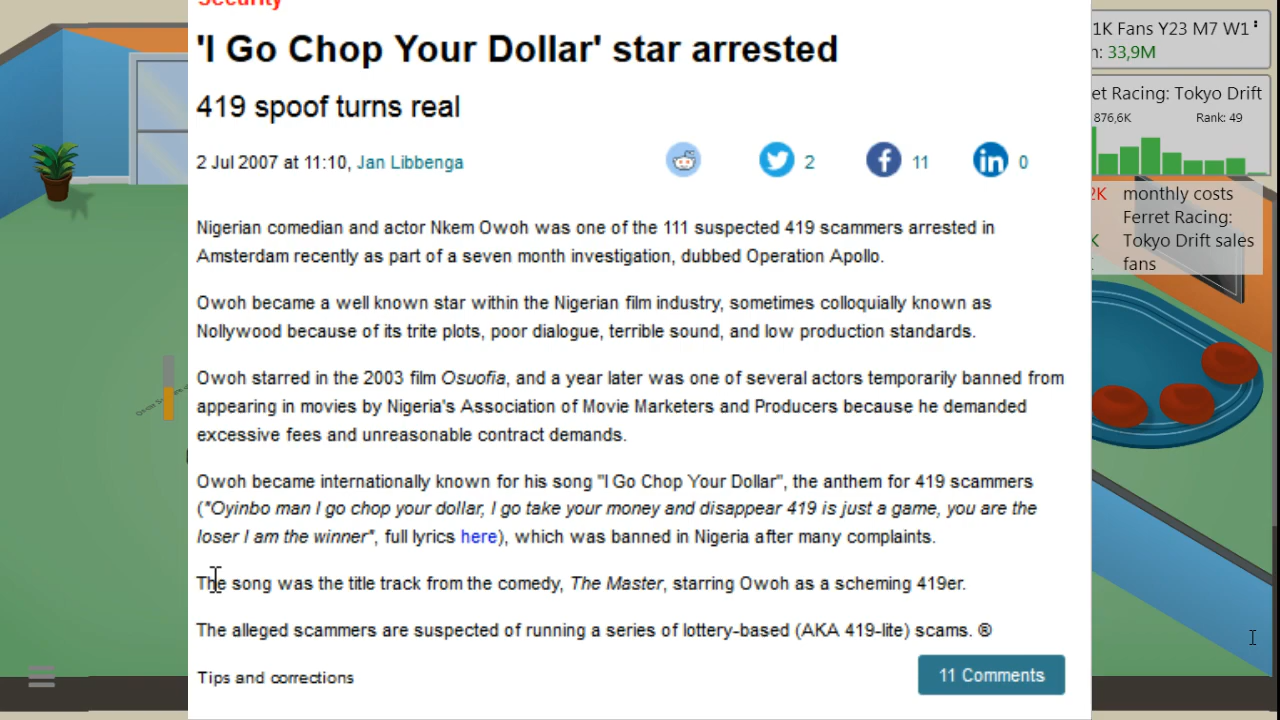 Security
'I Go Chop Your Dollar' star arrested
419 spoof turns real
2 Jul 2007 at 11:10, Jan Libbenga
2
11
0
Nigerian comedian and actor Nkem Owoh was one of the 111 suspected 419 scammers arrested in
Amsterdam recently as part of a seven month investigation, dubbed Operation Apollo.
Owoh became a well known star within the Nigerian film industry, sometimes colloquially known as
Nollywood because of its trite plots, poor dialogue, terrible sound, and low production standards.
Owoh starred in the 2003 film Osuofia, and a year later was one of several actors temporarily banned from
appearing in movies by Nigeria's Association of Movie Marketers and Producers because he demanded
excessive fees and unreasonable contract demands.
Owoh became internationally known for his song "I Go Chop Your Dollar", the anthem for 419 scammers
("Oyinbo man I go chop your dollar, I go take your money and disappear 419 is just a game, you are the
loser I am the winner", full lyrics here), which was banned in Nigeria after many complaints.
The song was the title track from the comedy, The Master, starring Owoh as a scheming 419er.
The alleged scammers are suspected of running a series of lottery-based (AKA 419-lite) scams. ®
Tips and corrections
11 Comments
1K Fans Y23 M7 W1
n: 33,9M
et Racing: Tokyo Drift
876,6K Rank: 49
2K monthly costs
Ferret Racing:
K Tokyo Drift sales
fans